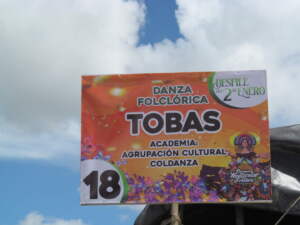 DANZA
FOLCLÓRICA
TOBAS
ACADEMIA:
AGRUPACIÓN CULTURAL
COLDANZA
DESFILE
2 DE ENERO
18